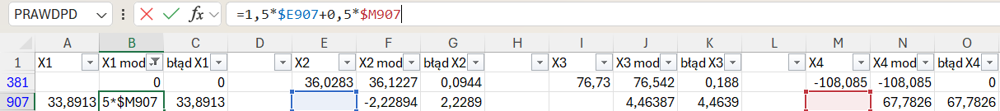 PRAWDPD fx =1,5*$E907+0,5*$M907
A B C D E F G H I J K L M N O
1 X1 X1 mod błąd X1 X2 X2 mod błąd X2 X3 X3 mod błąd X3 X4 X4 mod błąd X4
381 0 0 36,0283 36,1227 0,0944 76,73 76,542 0,188 -108,085 -108,085 0
907 33,8913 5*$M907 33,8913 -2,22894 2,2289 4,46387 4,4639 67,7826 67,7826